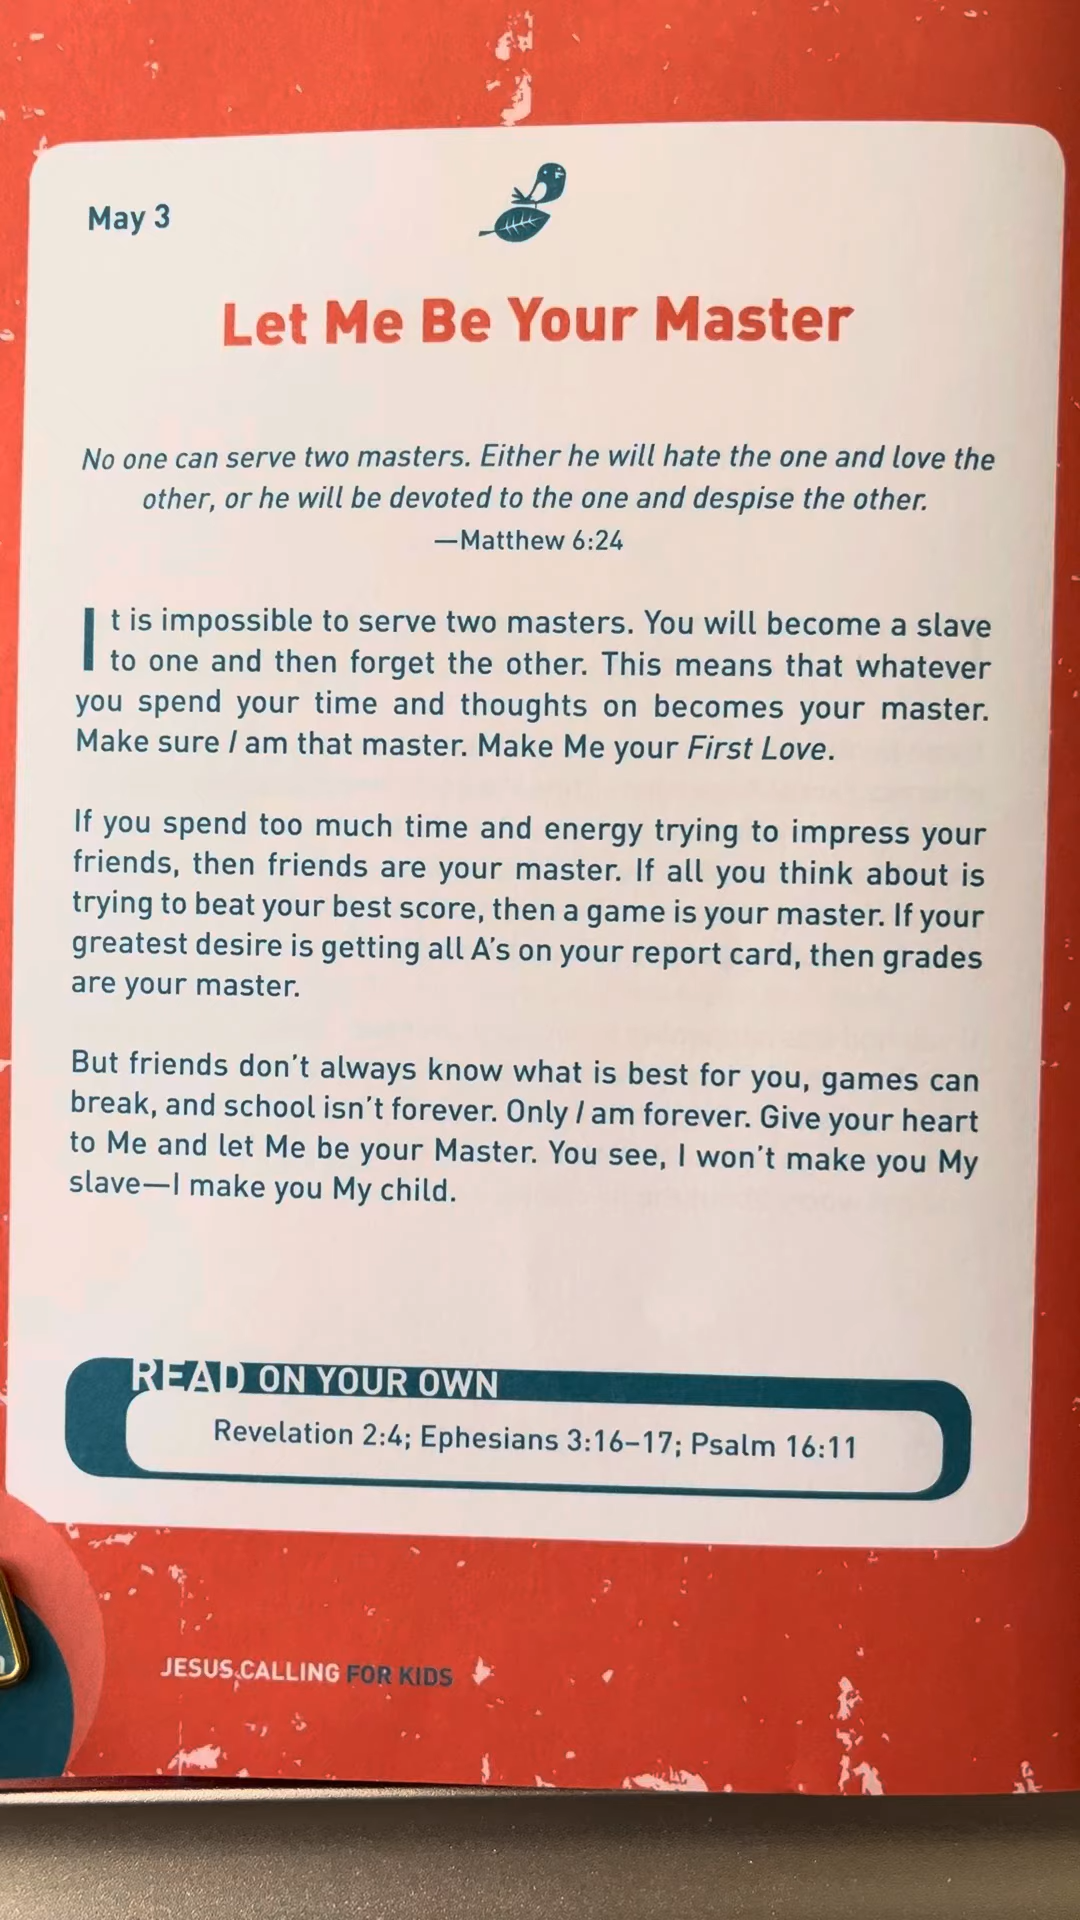 May 3
Let Me Be Your Master
No one can serve two masters. Either he will hate the one and love the
other, or he will be devoted to the one and despise the other.
—Matthew 6:24
It is impossible to serve two masters. You will become a slave
to one and then forget the other. This means that whatever
you spend your time and thoughts on becomes your master.
Make sure I am that master. Make Me your First Love.
If you spend too much time and energy trying to impress your
friends, then friends are your master. If all you think about is
trying to beat your best score, then a game is your master. If your
greatest desire is getting all A's on your report card, then grades
are your master.
But friends don't always know what is best for you, games can
break, and school isn't forever. Only I am forever. Give your heart
to Me and let Me be your Master. You see, I won't make you My
slave—I make you My child.
READ ON YOUR OWN
Revelation 2:4; Ephesians 3:16–17; Psalm 16:11
JESUS CALLING FOR KIDS